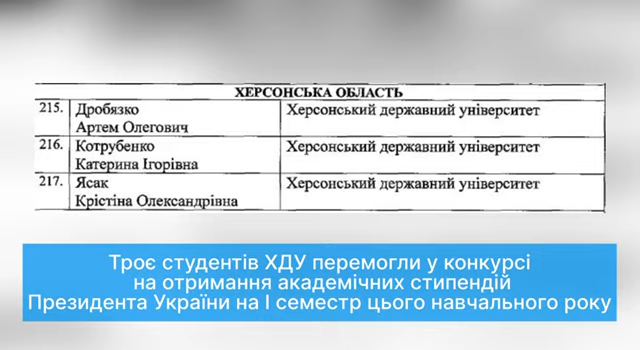 ХЕРСОНСЬКА ОБЛАСТЬ
215. Дробязко Херсонський державний університет
Артем Олегович
216. Котрубенко Херсонський державний університет
Катерина Ігорівна
217. Ясак Херсонський державний університет
Крістіна Олександрівна
Троє студентів ХДУ перемогли у конкурсі
на отримання академічних стипендій
Президента України на І семестр цього навчального року